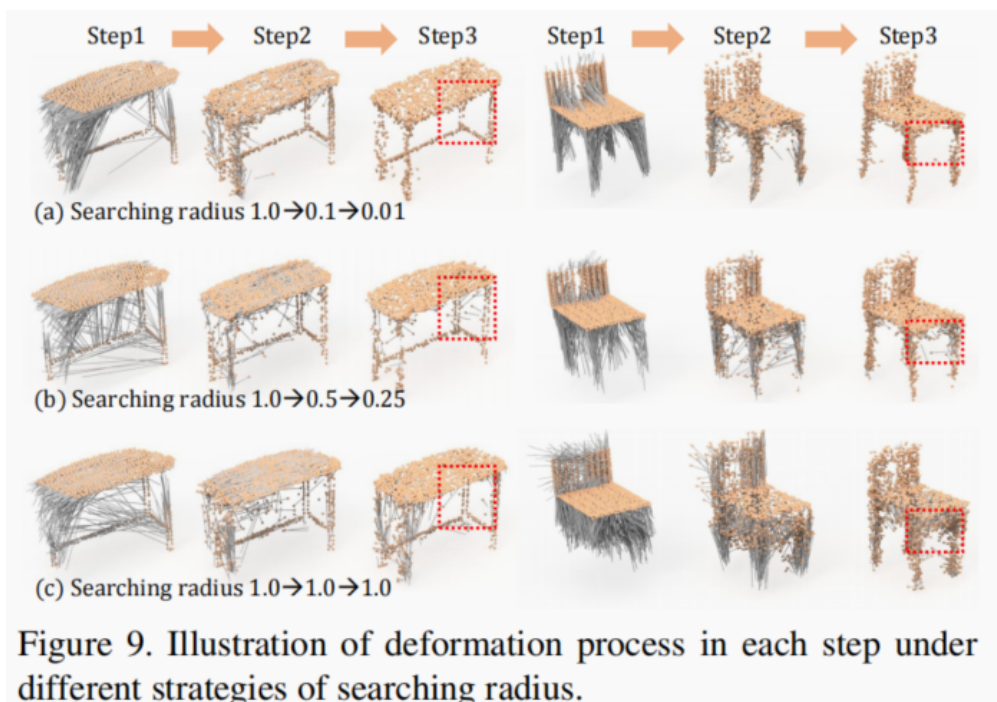 Step1 Step2 Step3 Step1 Step2 Step3
(a) Searching radius 1.0→0.1→0.01
(b) Searching radius 1.0→0.5→0.25
(c) Searching radius 1.0→1.0→1.0
Figure 9. Illustration of deformation process in each step under
different strategies of searching radius.